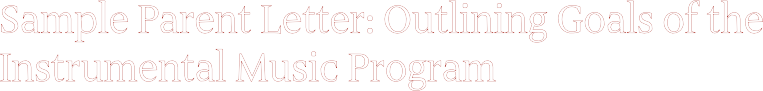 Sample Parent Letter: Outlining Goals of the
Instrumental Music Program